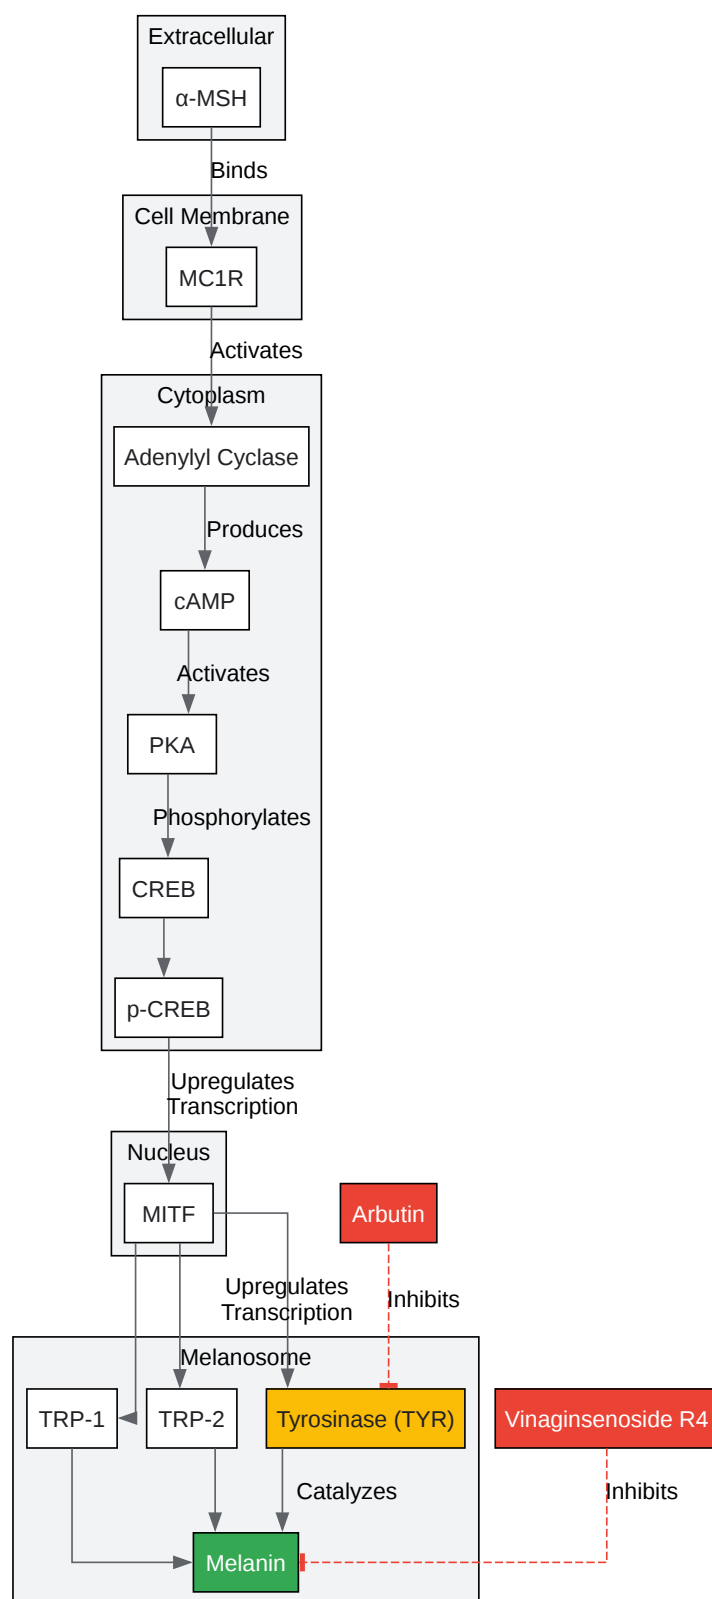 Extracellular
α-MSH
Binds
Cell Membrane
MC1R
Activates
Cytoplasm
Adenylyl Cyclase
Produces
cAMP
Activates
PKA
Phosphorylates
CREB
p-CREB
Upregulates
Transcription
Nucleus
MITF
Arbutin
Upregulates
Transcription
Inhibits
Melanosome
TRP-1
TRP-2
Tyrosinase (TYR)
Vinaginsenoside R4
Catalyzes
Inhibits
Melanin